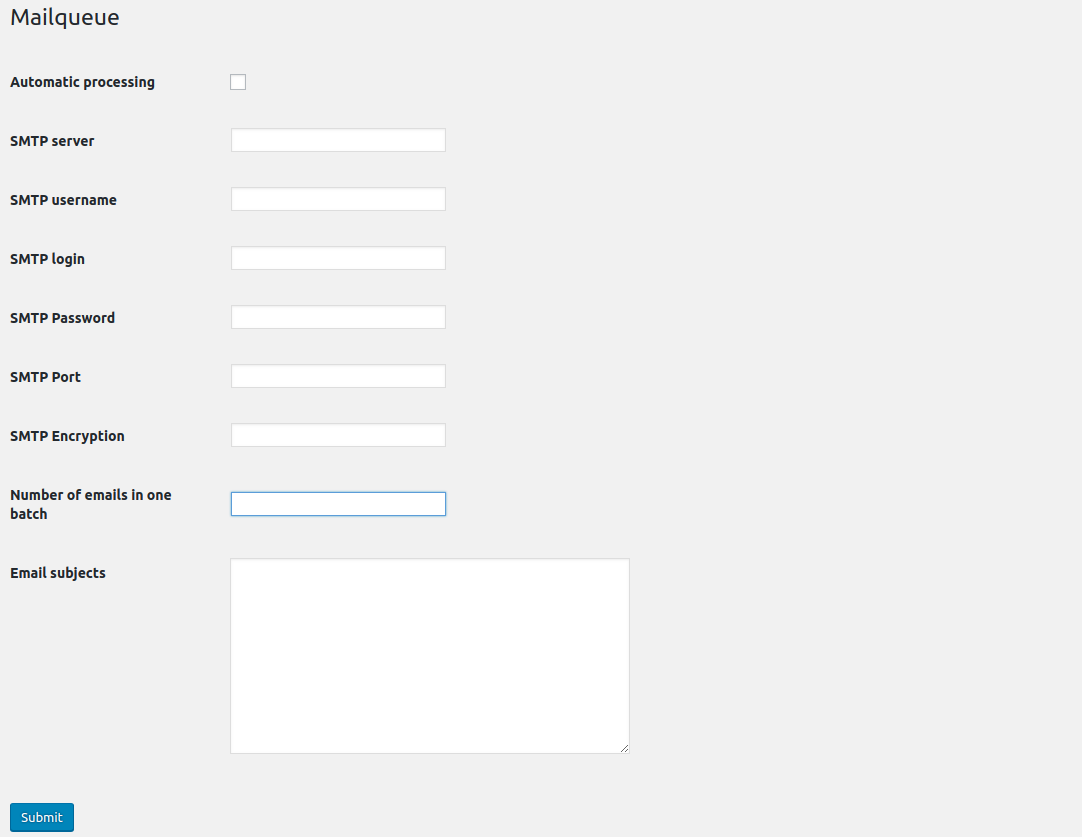 Mailqueue
Automatic processing
SMTP server
SMTP username
SMTP login
SMTP Password
SMTP Port
SMTP Encryption
Number of emails in one
batch
Email subjects
Submit